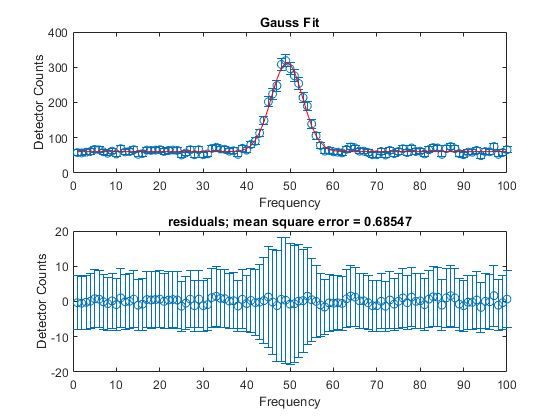 Gauss Fit
400
300
200
100
0
Detector Counts
0 10 20 30 40 50 60 70 80 90 100
Frequency
residuals; mean square error = 0.68547
20
10
0
-10
-20
Detector Counts
0 10 20 30 40 50 60 70 80 90 100
Frequency